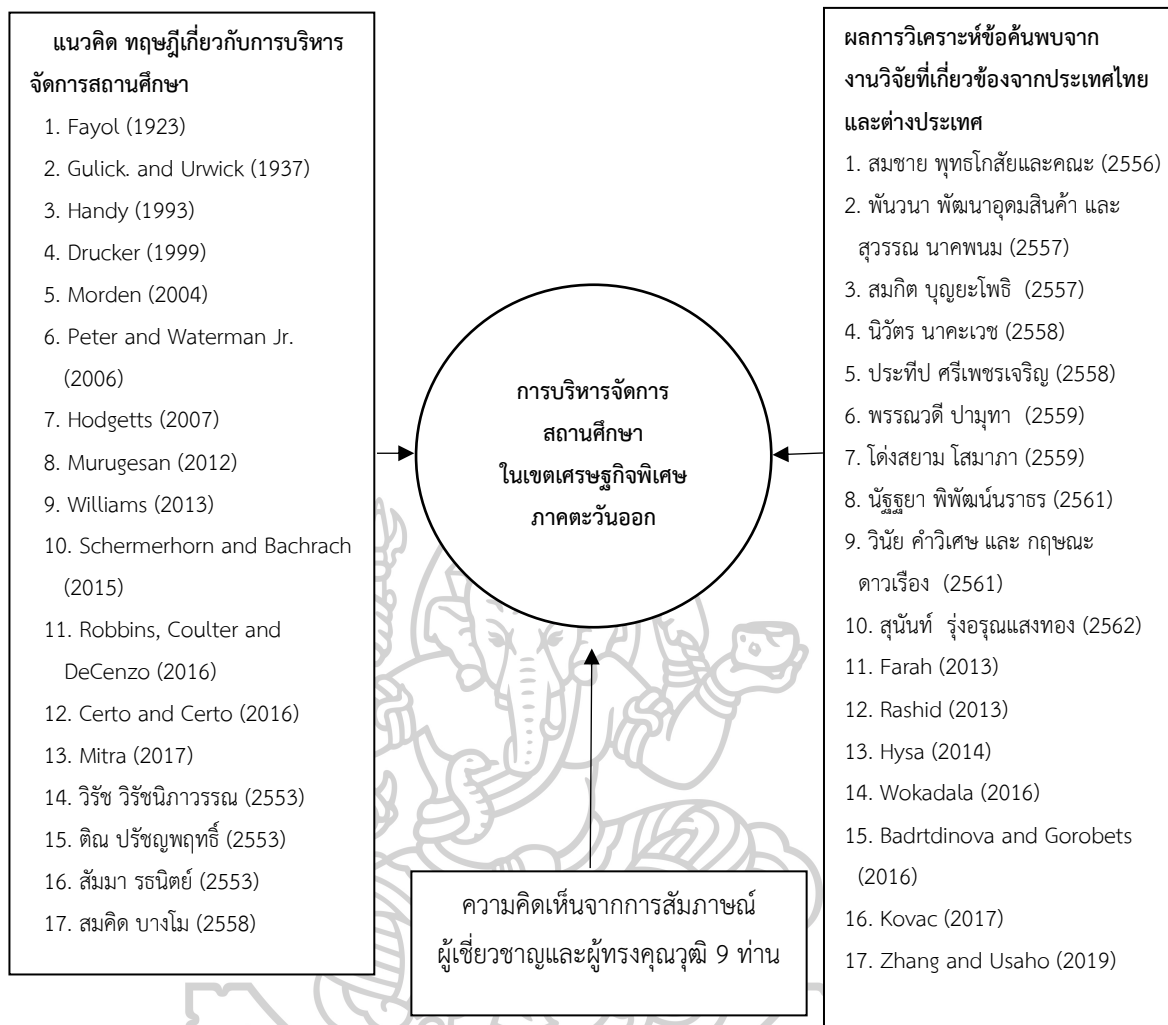 แนวคิด ทฤษฎีเกี่ยวกับการบริหาร
จัดการสถานศึกษา
1. Fayol (1923)
2. Gulick. and Urwick (1937)
3. Handy (1993)
4. Drucker (1999)
5. Morden (2004)
6. Peter and Waterman Jr.
(2006)
7. Hodgetts (2007)
8. Murugesan (2012)
9. Williams (2013)
10. Schermerhorn and Bachrach
(2015)
11. Robbins, Coulter and
DeCenzo (2016)
12. Certo and Certo (2016)
13. Mitra (2017)
14. วิรัช วิรัชนิภาวรรณ (2553)
15. ติณ ปรัชญพฤทธิ์ (2553)
16. สัมมา รธนิตย์ (2553)
17. สมคิด บางโม (2558)
การบริหารจัดการ
สถานศึกษา
ในเขตเศรษฐกิจพิเศษ
ภาคตะวันออก
ความคิดเห็นจากการสัมภาษณ์
ผู้เชี่ยวชาญและผู้ทรงคุณวุฒิ 9 ท่าน
ผลการวิเคราะห์ข้อค้นพบจาก
งานวิจัยที่เกี่ยวข้องจากประเทศไทย
และต่างประเทศ
1. สมชาย พุทธโกสัยและคณะ (2556)
2. พันวนา พัฒนาอุดมสินค้า และ
สุวรรณ นาคพนม (2557)
3. สมกิต บุญยะโพธิ (2557)
4. นิวัตร นาคะเวช (2558)
5. ประทีป ศรีเพชรเจริญ (2558)
6. พรรณวดี ปามุทา (2559)
7. โด่งสยาม โสมาภา (2559)
8. นัฐฐยา พิพัฒน์นราธร (2561)
9. วินัย คำวิเศษ และ กฤษณะ
ดาวเรือง (2561)
10. สุนันท์ รุ่งอรุณแสงทอง (2562)
11. Farah (2013)
12. Rashid (2013)
13. Hysa (2014)
14. Wokadala (2016)
15. Badrtdinova and Gorobets
(2016)
16. Kovac (2017)
17. Zhang and Usaho (2019)